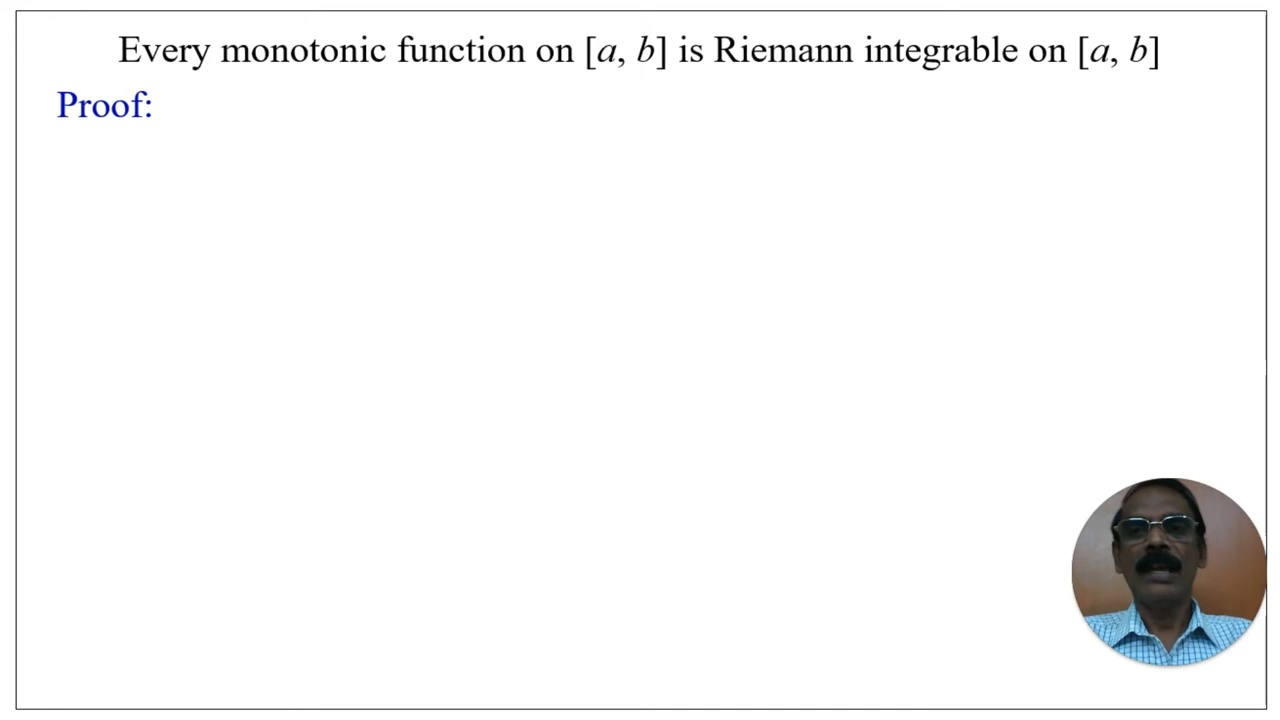 Every monotonic function on [a, b] is Riemann integrable on [a, b]
Proof: